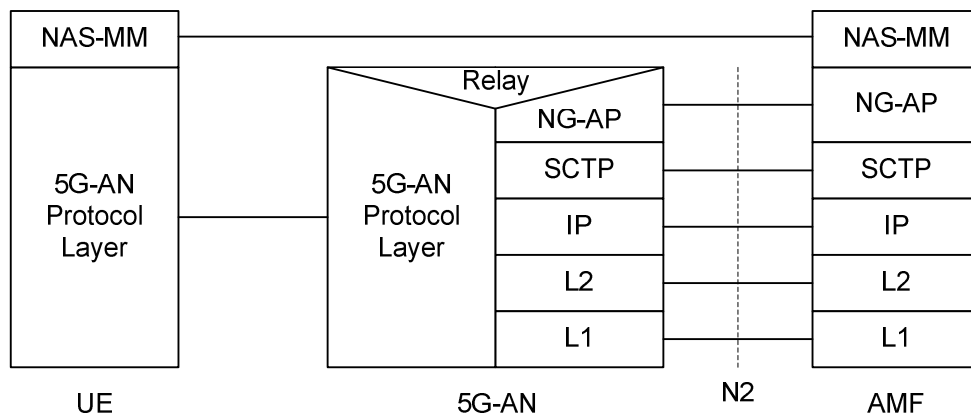 NAS-MM
NAS-MM
Relay
NG-AP
NG-AP
5G-AN
Protocol
Layer
5G-AN
Protocol
Layer
SCTP
SCTP
IP
IP
L2
L2
L1
L1
UE
5G-AN
N2
AMF